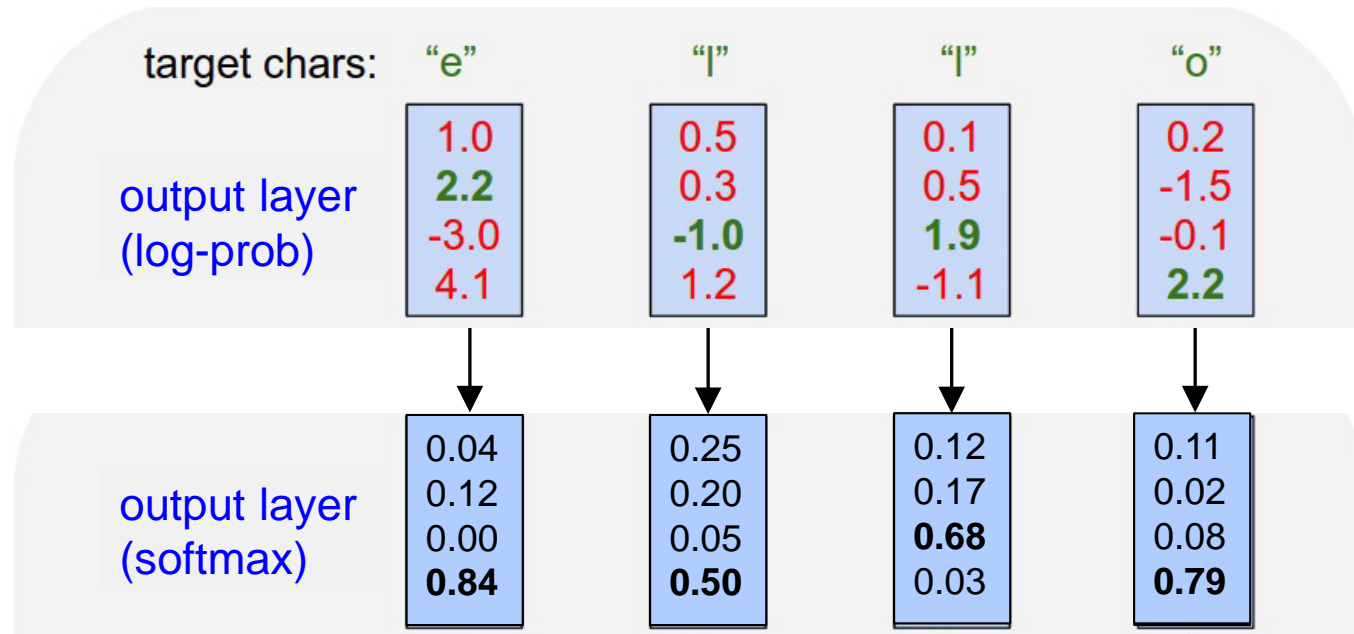 target chars: “e” “l” “l” “o”
output layer
(log-prob)
1.0 0.5 0.1 0.2
2.2 0.3 0.5 -1.5
-3.0 -1.0 1.9 -0.1
4.1 1.2 -1.1 2.2
output layer
(softmax)
0.04 0.25 0.12 0.11
0.12 0.20 0.17 0.02
0.00 0.05 0.68 0.08
0.84 0.50 0.03 0.79